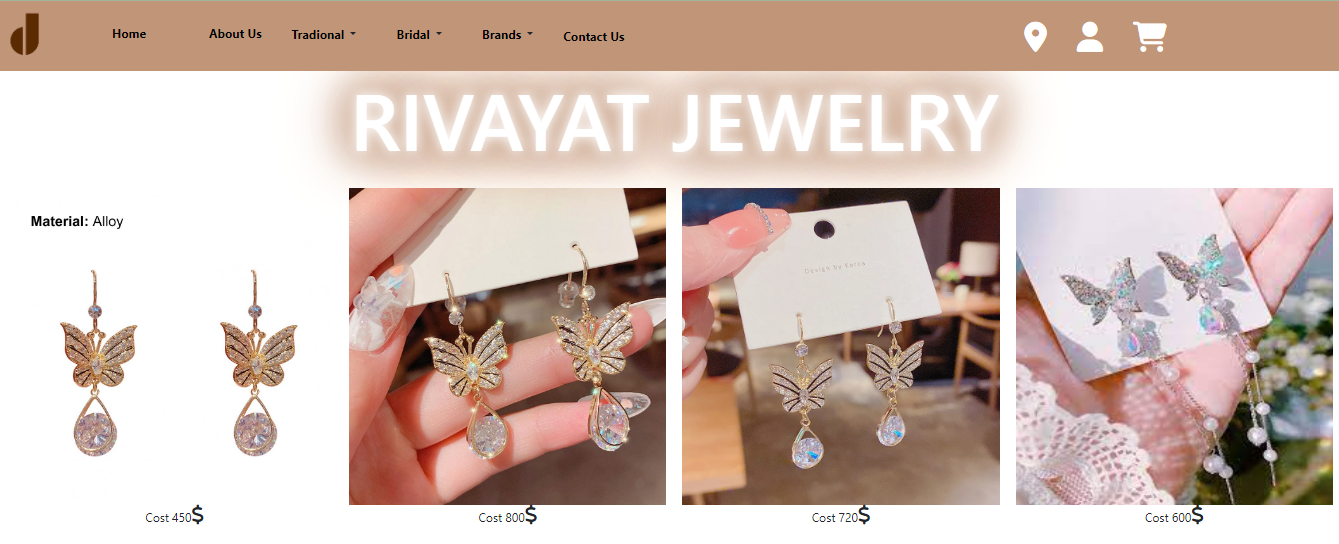 Home About Us Tradional Bridal Brands Contact Us
RIVAYAT JEWELRY
Material: Alloy
Design by
Cost 450$ Cost 800$ Cost 720$ Cost 600$